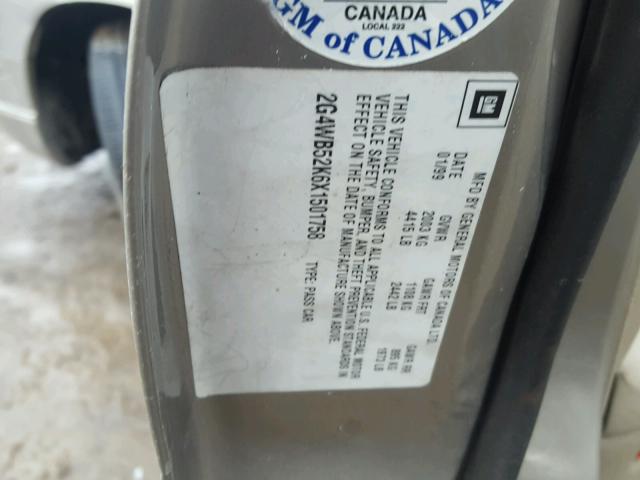 CANADA
LOCAL 222
GM of CANADA
GM
MFD BY GENERAL MOTORS OF CANADA LTD
DATE GVWR GAWR FRT GAWR RR
01/99 2003 KG 1108 KG 895 KG
4415 LB 2442 LB 1973 LB
THIS VEHICLE CONFORMS TO ALL APPLICABLE U.S. FEDERAL MOTOR
VEHICLE SAFETY, BUMPER, AND THEFT PREVENTION STANDARDS IN
EFFECT ON THE DATE OF MANUFACTURE SHOWN ABOVE.
2G4WB52K6X1501758 TYPE: PASS CAR